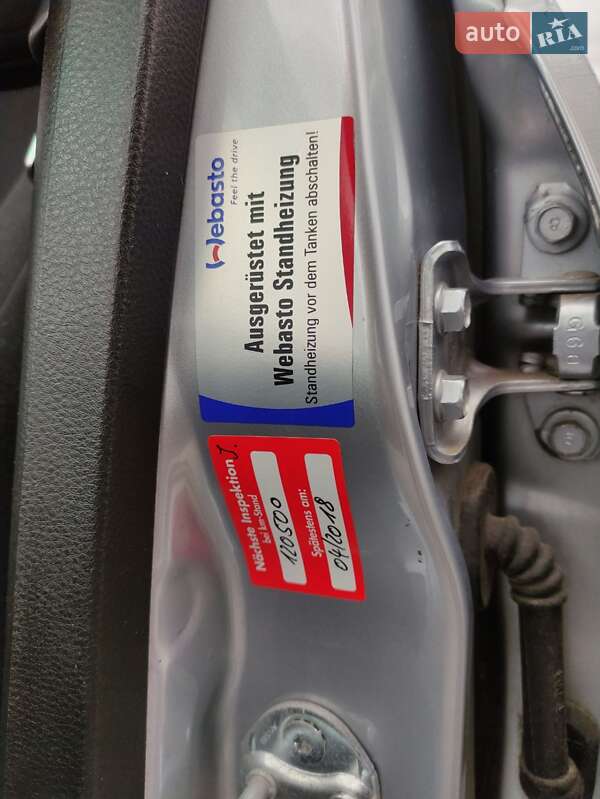 auto RIA
.com
Webasto
Feel the drive
Ausgerüstet mit
Webasto Standheizung
Standheizung vor dem Tanken abschalten!
Nächste Inspektion J.
bei km-Stand
120500
Spätestens am:
04/2018